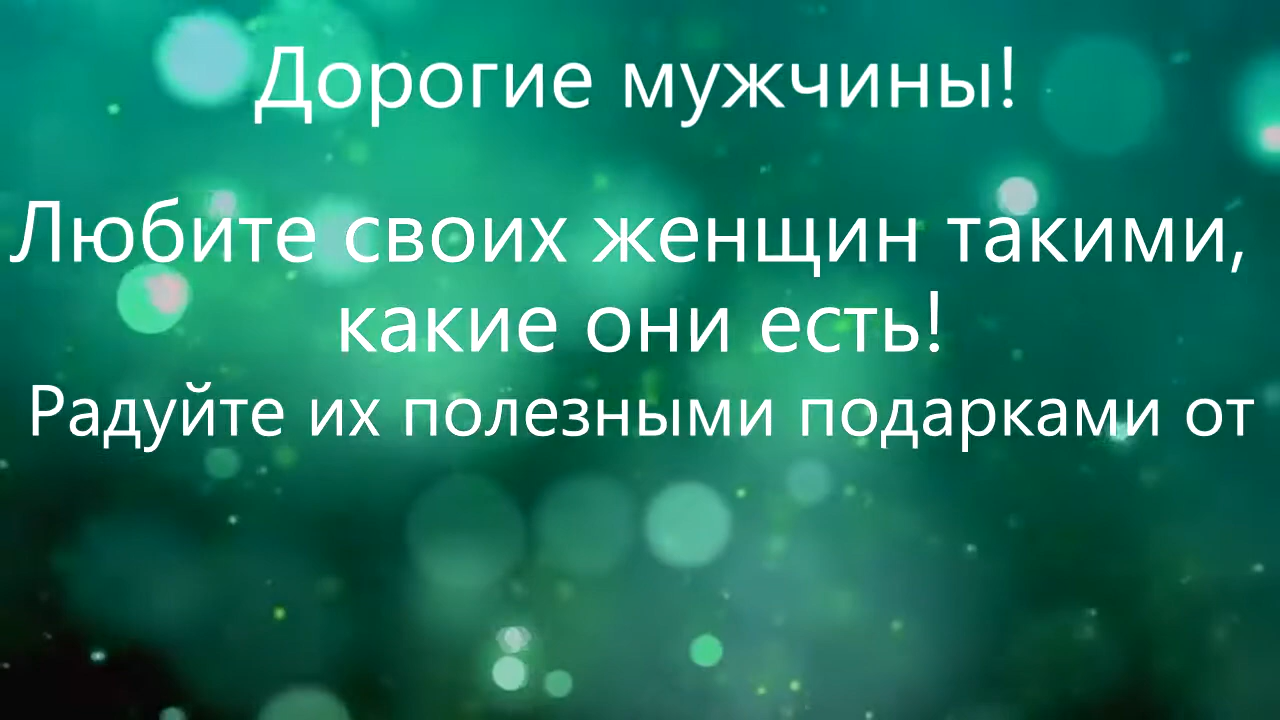 Дорогие мужчины!
Любите своих женщин такими,
какие они есть!
Радуйте их полезными подарками от